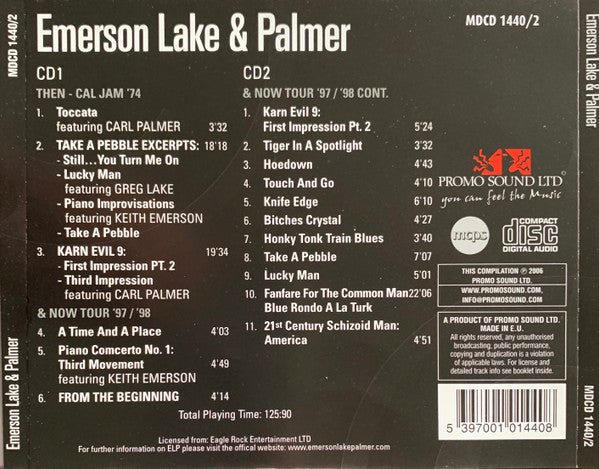 MDCD 1440/2
Emerson Lake & Palmer
MDCD 1440/2
CD1
THEN - CAL JAM '74
1. Toccata
featuring CARL PALMER 3'32
2. TAKE A PEBBLE EXCERPTS: 18'18
- Still...You Turn Me On
- Lucky Man
featuring GREG LAKE
- Piano Improvisations
featuring KEITH EMERSON
- Take A Pebble
3. KARN EVIL 9: 19'34
- First Impression PT. 2
- Third Impression
featuring CARL PALMER
& NOW TOUR '97 / '98
4. A Time And A Place 4'03
5. Piano Comcerto No. 1:
Third Movement 4'49
featuring KEITH EMERSON
6. FROM THE BEGINNING 4'14
Total Playing Time: 125:90
CD2
& NOW TOUR '97 / '98 CONT.
1. Karn Evil 9:
First Impression Pt. 2 5'24
2. Tiger In A Spotlight 3'32
3. Hoedown 4'43
4. Touch And Go 4'10
5. Knife Edge 6'10
6. Bitches Crystal 4'27
7. Honky Tonk Train Blues 3'40
8. Take A Pebble 7'07
9. Lucky Man 5'01
10. Fanfare For The Common Man 22'06
Blue Rondo A La Turk
11. 21st Century Schizoid Man:
America 4'51
PROMO SOUND LTD©
you can feel the Music
mcps
COMPACT
disc
DIGITAL AUDIO
THIS COMPILATION ℗ 2006
PROMO SOUND LTD.
WWW.PROMOSOUND.COM,
INFO@PROMOSOUND.COM
A PRODUCT OF PROMO SOUND LTD.
MADE IN E.U.
All rights reserved, any unauthorised
broadcasting, public performance,
copying and duplication is a violation
of applicable laws. For license and
detailed track info see booklet inside.
5 397001 014408
Licensed from: Eagle Rock Entertainment LTD
For further information on ELP please visit the offical website www.emersonlakepalmer.com
Emerson Lake & Palmer
Emerson Lake & Palmer
MDCD 1440/2